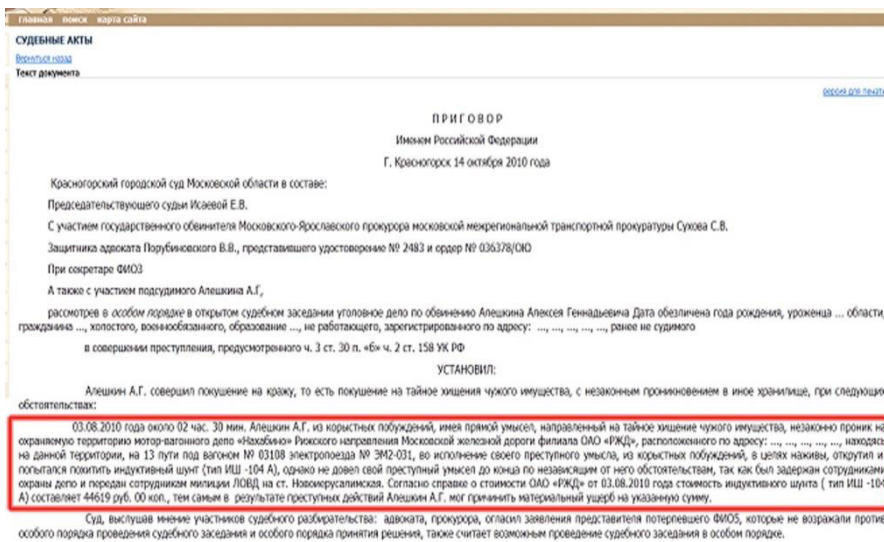 главная поиск карта сайта
СУДЕБНЫЕ АКТЫ
Вернуться назад
Текст документа
версия для печати
ПРИГОВОР
Именем Российской Федерации
Г. Красногорск 14 октября 2010 года
Красногорский городской суд Московской области в составе:
Председательствующего судьи Исаевой Е.В.
С участием государственного обвинителя Московского-Ярославского прокурора московской межрегиональной транспортной прокуратуры Сухова С.В.
Защитника адвоката Порубиновского В.В., представившего удостоверение № 2483 и ордер № 036378/ОЮ
При секретаре ФИО3
А также с участием подсудимого Алешкина А.Г,
рассмотрев в особом порядке в открытом судебном заседании уголовное дело по обвинению Алешкина Алексея Геннадьевича Дата обезличена года рождения, уроженца ... области,
гражданина ..., холостого, военнообязанного, образование ..., не работающего, зарегистрированного по адресу: ..., ..., ..., ..., ..., ранее не судимого
в совершении преступления, предусмотренного ч. 3 ст. 30 п. «б» ч. 2 ст. 158 УК РФ
УСТАНОВИЛ:
Алешкин А.Г. совершил покушение на кражу, то есть покушение на тайное хищения чужого имущества, с незаконным проникновением в иное хранилище, при следующих
обстоятельствах:
03.08.2010 года около 02 час. 30 мин. Алешкин А.Г. из корыстных побуждений, имея прямой умысел, направленный на тайное хищение чужого имущества, незаконно проник на
охраняемую территорию мотор-вагонного депо «Нахабино» Рижского направления Московской железной дороги филиала ОАО «РЖД», расположенного по адресу: ..., ..., ..., ..., ..., находясь
на данной территории, на 13 пути под вагоном № 03108 электропоезда № ЭМ2-031, во исполнение своего преступного умысла, из корыстных побуждений, в целях наживы, открутил и
попытался похитить индуктивный шунт (тип ИШ -104 А), однако не довел свой преступный умысел до конца по независящим от него обстоятельствам, так как был задержан сотрудниками
охраны депо и передан сотрудникам милиции ЛОВД на ст. Новоиерусалимская. Согласно справке о стоимости ОАО «РЖД» от 03.08.2010 года стоимость индуктивного шунта ( тип ИШ -104
А) составляет 44619 руб. 00 коп., тем самым в результате преступных действий Алешкин А.Г. мог причинить материальный ущерб на указанную сумму.
Суд, выслушав мнение участников судебного разбирательства: адвоката, прокурора, огласил заявления представителя потерпевшего ФИО5, которые не возражали против
особого порядка проведения судебного заседания и особого порядка принятия решения, также считает возможным проведение судебного заседания в особом порядке.